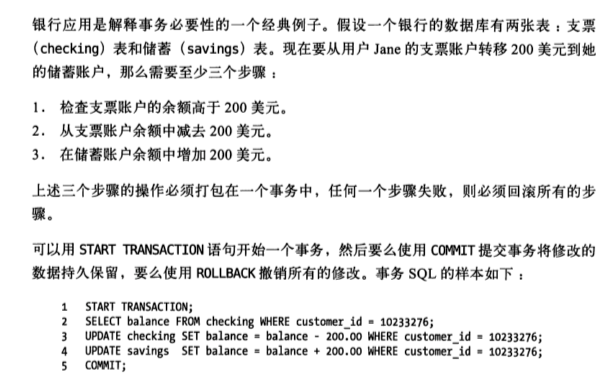 银行应用是解释事务必要性的一个经典例子。假设一个银行的数据库有两张表：支票
（checking）表和储蓄（savings）表。现在要从用户 Jane 的支票账户转移 200 美元到她
的储蓄账户，那么需要至少三个步骤：
1. 检查支票账户的余额高于 200 美元。
2. 从支票账户余额中减去 200 美元。
3. 在储蓄账户余额中增加 200 美元。
上述三个步骤的操作必须打包在一个事务中，任何一个步骤失败，则必须回滚所有的步
骤。
可以用 START TRANSACTION 语句开始一个事务，然后要么使用 COMMIT 提交事务将修改的
数据持久保留，要么使用 ROLLBACK 撤销所有的修改。事务 SQL 的样本如下：
1 START TRANSACTION;
2 SELECT balance FROM checking WHERE customer_id = 10233276;
3 UPDATE checking SET balance = balance - 200.00 WHERE customer_id = 10233276;
4 UPDATE savings  SET balance = balance + 200.00 WHERE customer_id = 10233276;
5 COMMIT;